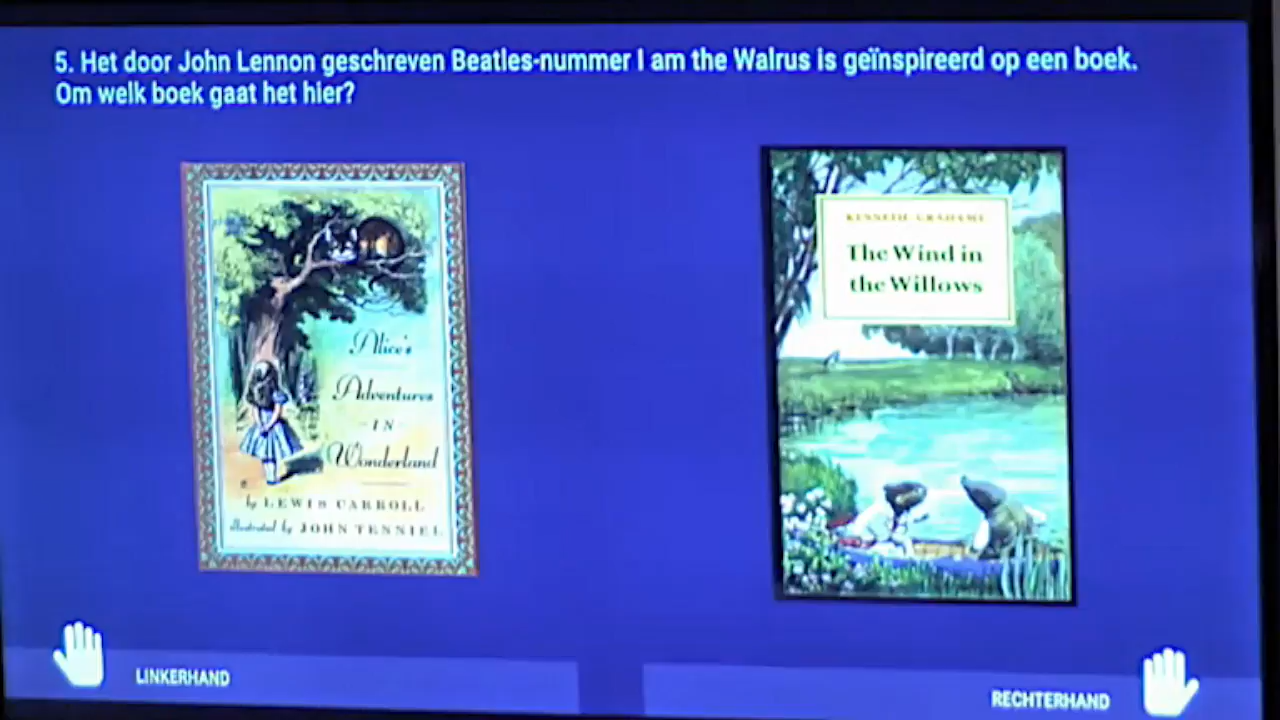 5. Het door John Lennon geschreven Beatles-nummer I am the Walrus is geïnspireerd op een boek.
Om welk boek gaat het hier?
Alice's
Adventures
IN
Wonderland
by LEWIS CARROLL
illustrated by JOHN TENNIEL
KENNETH GRAHAME
The Wind in
the Willows
LINKERHAND
RECHTERHAND